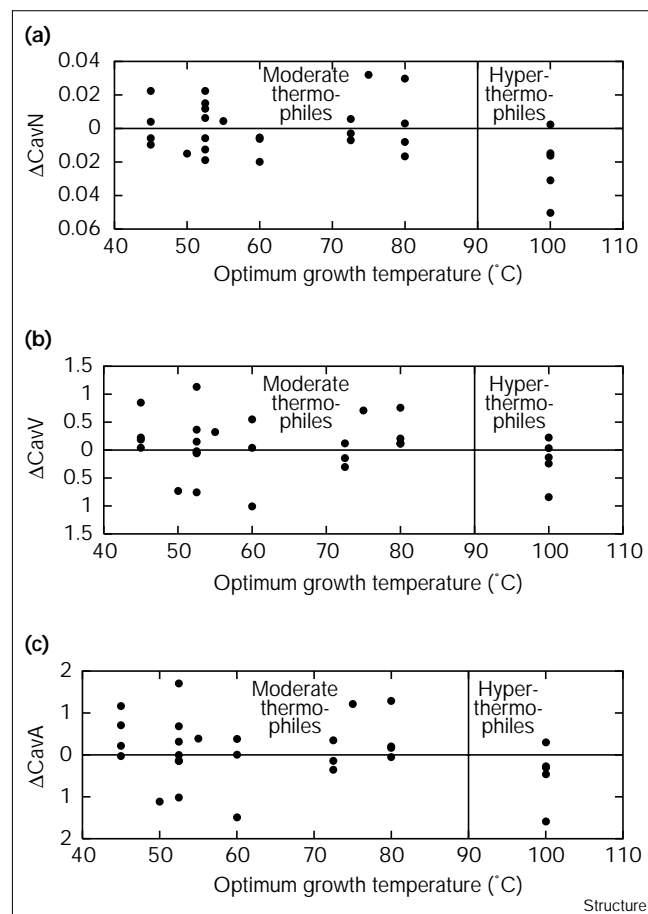 (a)
0.04
0.02
0
0.02
0.04
0.06
ΔCavN
Moderate
thermo-
philes
Hyper-
thermo-
philes
40 50 60 70 80 90 100 110
Optimum growth temperature (˚C)
(b)
1.5
1
0.5
0
0.5
1
1.5
ΔCavV
Moderate
thermo-
philes
Hyper-
thermo-
philes
40 50 60 70 80 90 100 110
Optimum growth temperature (˚C)
(c)
2
1
0
1
2
ΔCavA
Moderate
thermo-
philes
Hyper-
thermo-
philes
40 50 60 70 80 90 100 110
Optimum growth temperature (˚C)
Structure